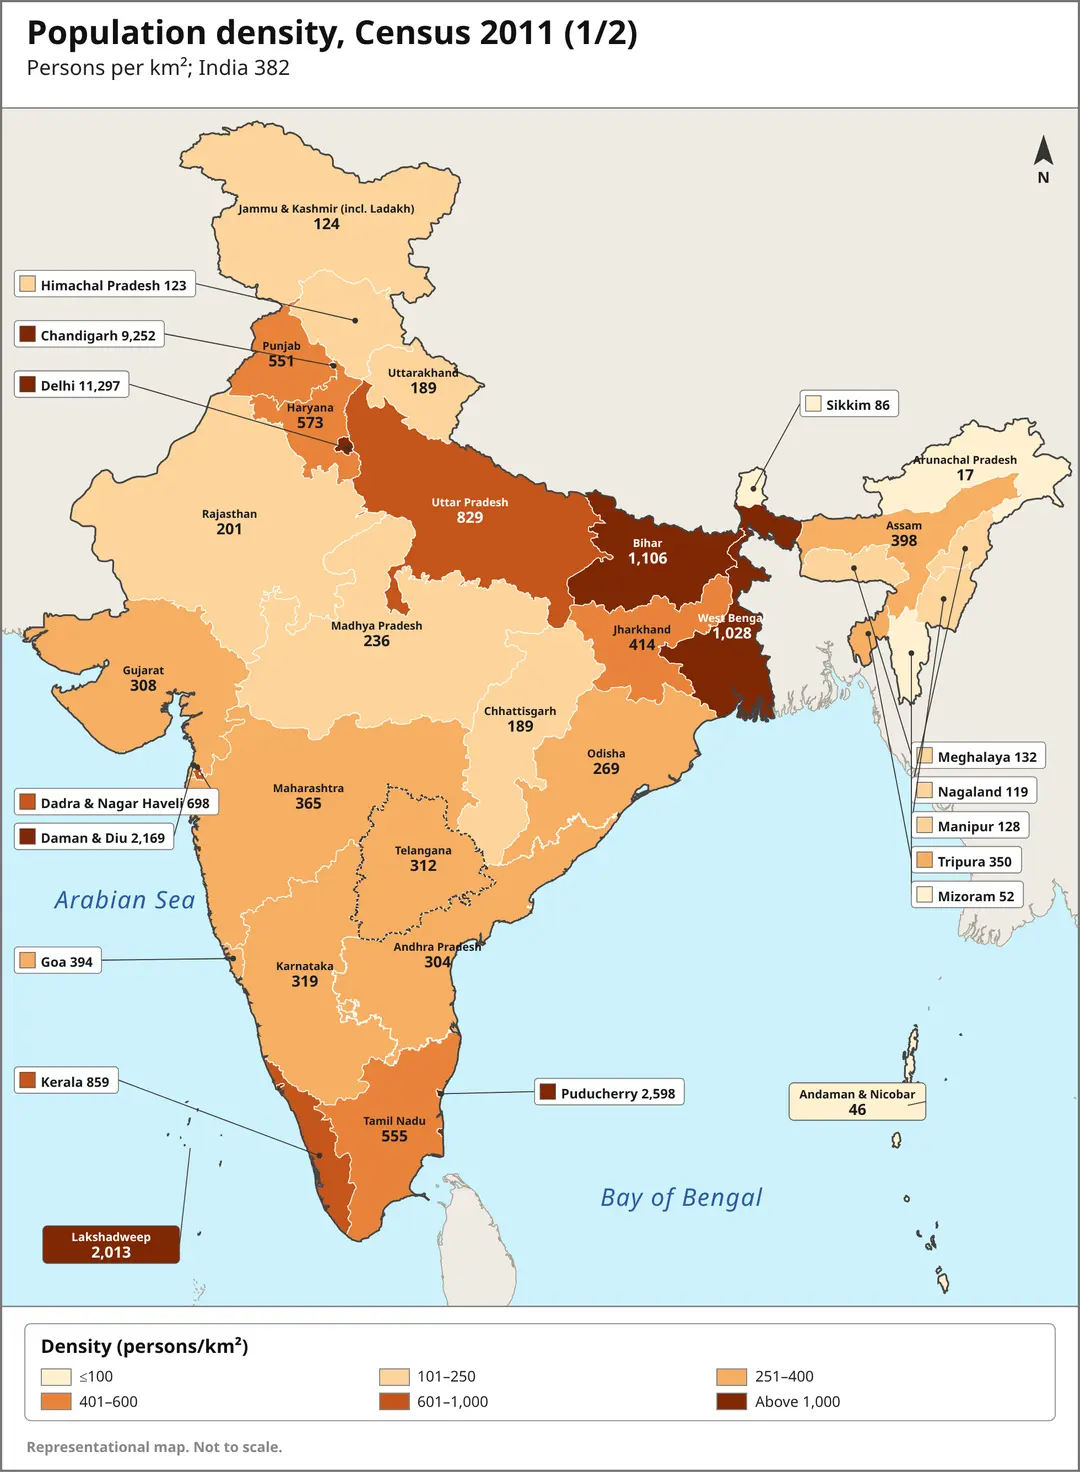 Population density, Census 2011 (1/2)
Persons per km²; India 382
N
Jammu & Kashmir (incl. Ladakh)
124
Himachal Pradesh 123
Chandigarh 9,252
Punjab
551
Uttarakhand
189
Delhi 11,297
Haryana
573
Sikkim 86
Arunachal Pradesh
17
Rajasthan
201
Uttar Pradesh
829
Assam
398
Bihar
1,106
Madhya Pradesh
236
Jharkhand
414
West Benga
1,028
Gujarat
308
Chhattisgarh
189
Odisha
269
Meghalaya 132
Nagaland 119
Manipur 128
Tripura 350
Mizoram 52
Maharashtra
365
Dadra & Nagar Haveli 698
Daman & Diu 2,169
Telangana
312
Arabian Sea
Andhra Pradesh
304
Goa 394
Karnataka
319
Kerala 859
Puducherry 2,598
Andaman & Nicobar
46
Tamil Nadu
555
Bay of Bengal
Lakshadweep
2,013
Density (persons/km²)
≤100
101–250
251–400
401–600
601–1,000
Above 1,000
Representational map. Not to scale.